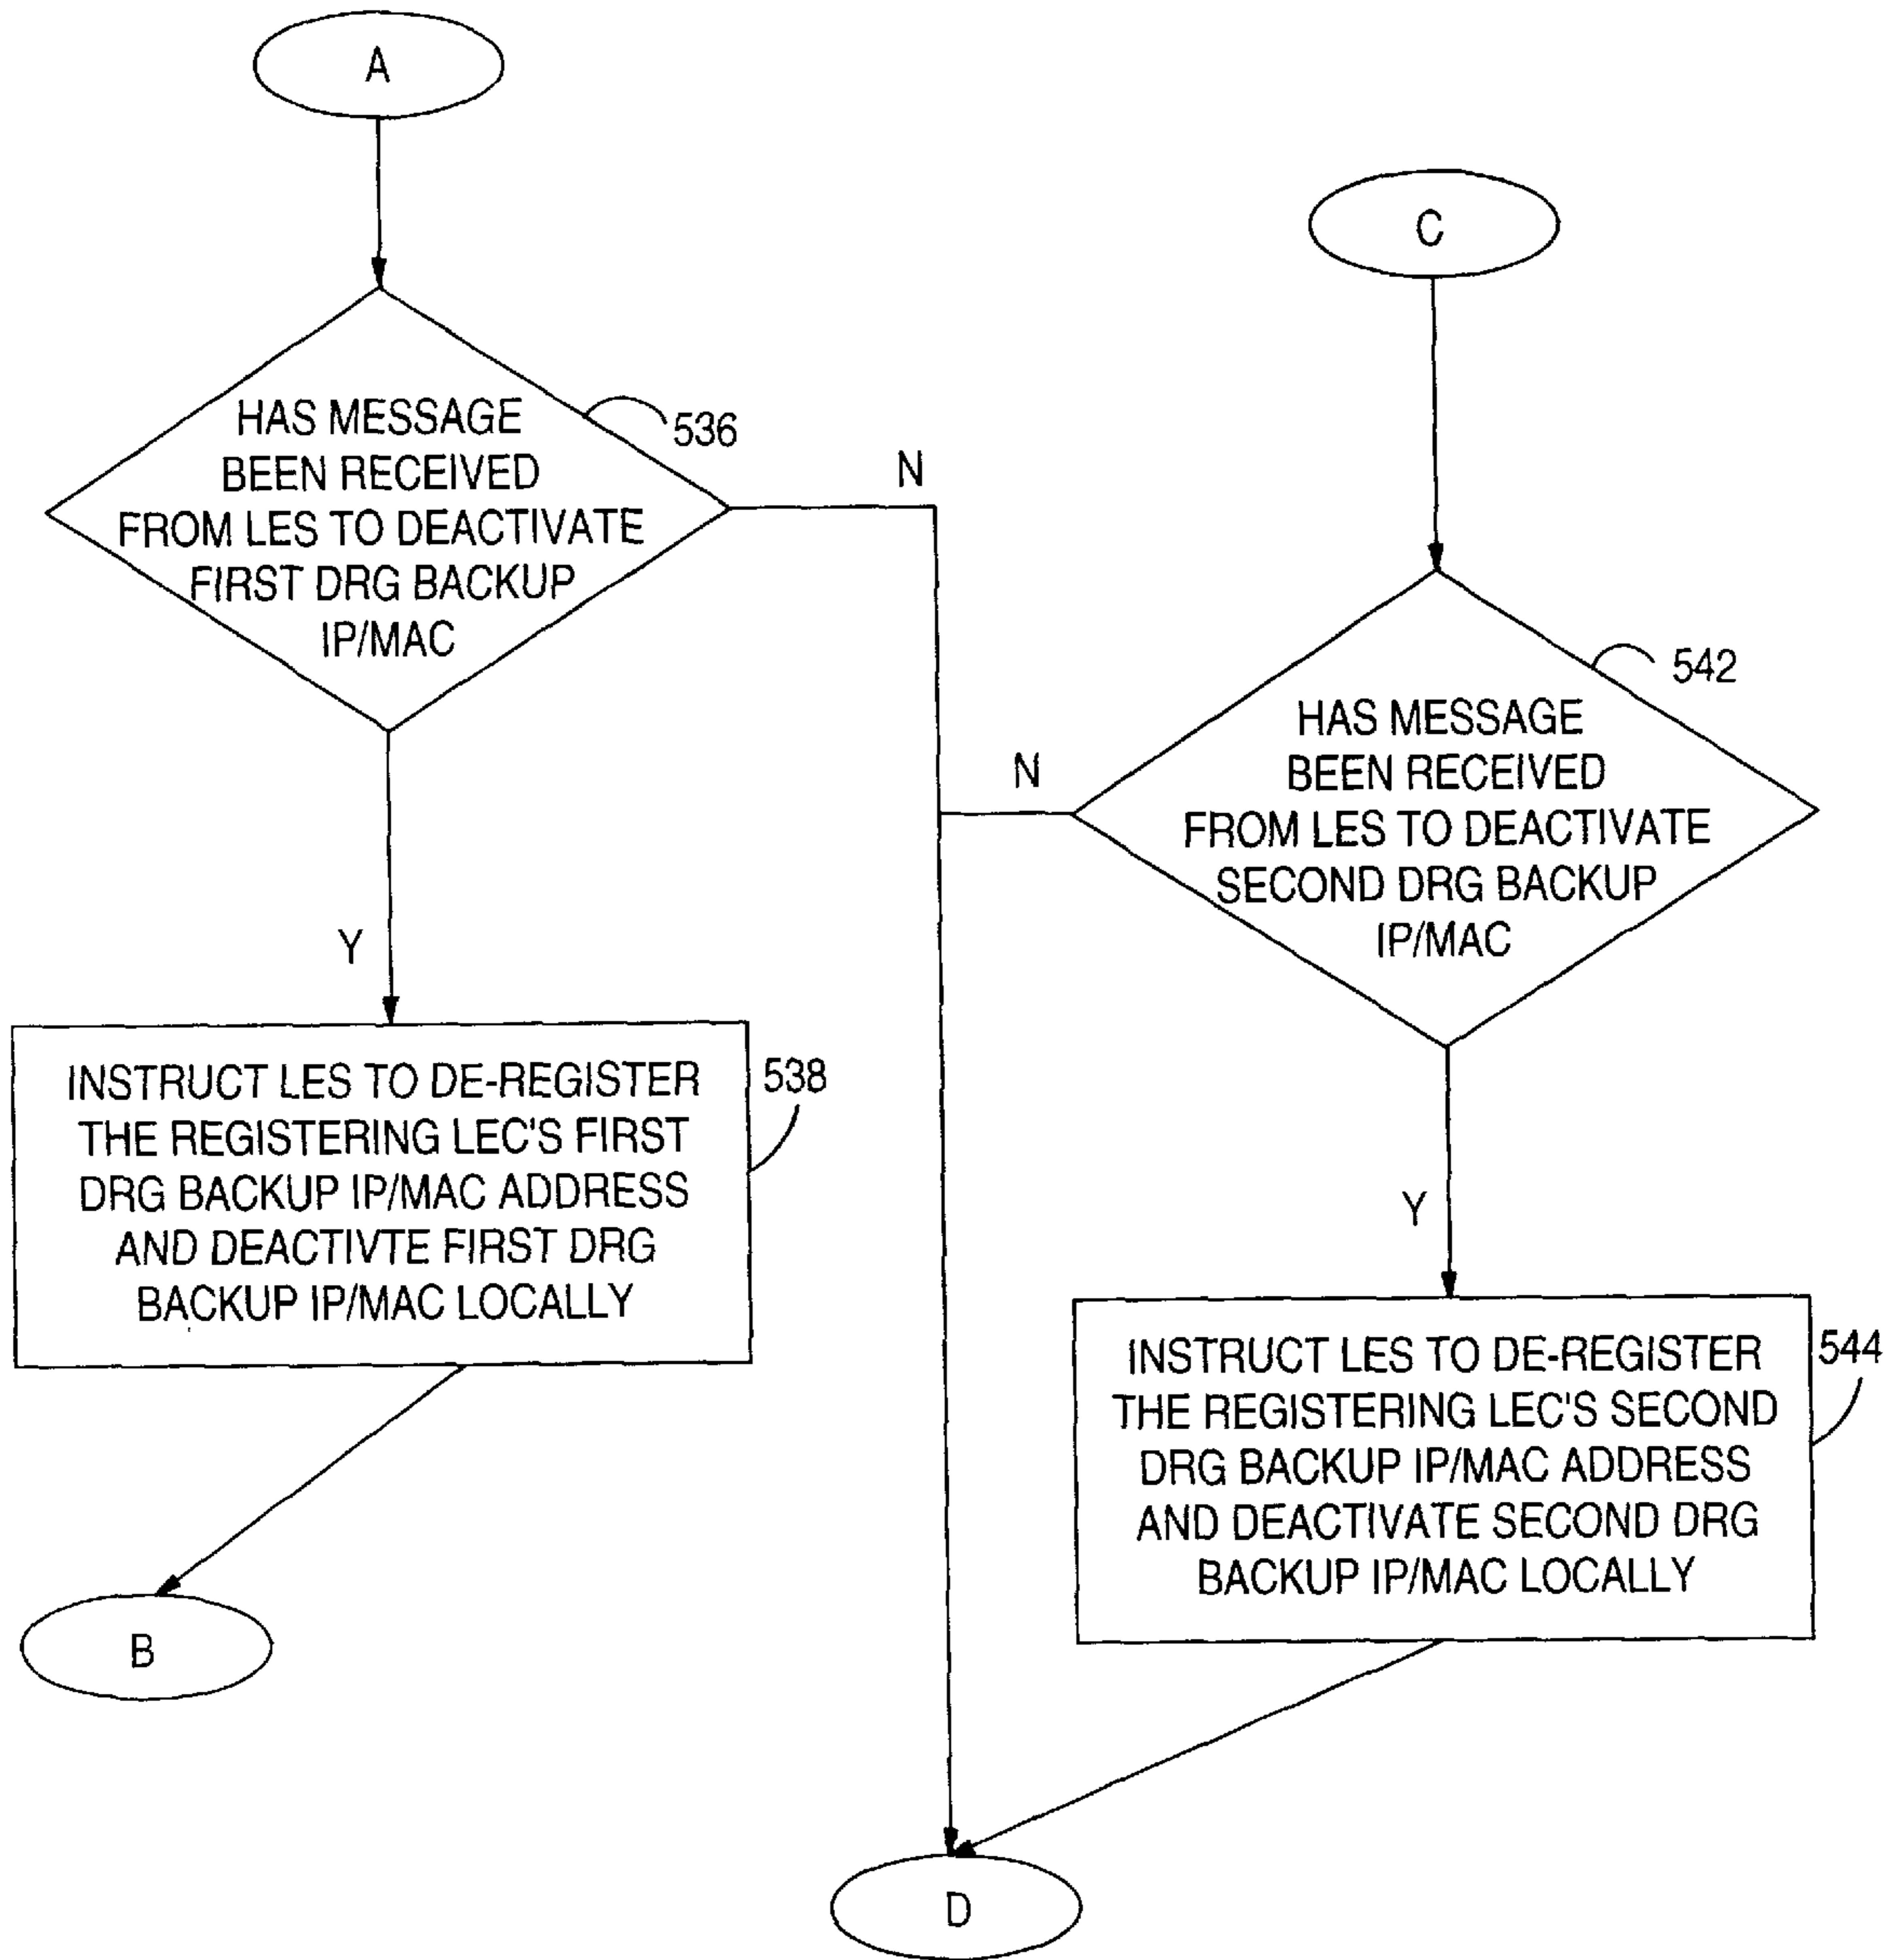 A
HAS MESSAGE
BEEN RECEIVED
FROM LES TO DEACTIVATE
FIRST DRG BACKUP
IP/MAC
536
N
Y
INSTRUCT LES TO DE-REGISTER
THE REGISTERING LEC'S FIRST
DRG BACKUP IP/MAC ADDRESS
AND DEACTIVTE FIRST DRG
BACKUP IP/MAC LOCALLY
538
B
C
HAS MESSAGE
BEEN RECEIVED
FROM LES TO DEACTIVATE
SECOND DRG BACKUP
IP/MAC
542
N
Y
INSTRUCT LES TO DE-REGISTER
THE REGISTERING LEC'S SECOND
DRG BACKUP IP/MAC ADDRESS
AND DEACTIVATE SECOND DRG
BACKUP IP/MAC LOCALLY
544
D